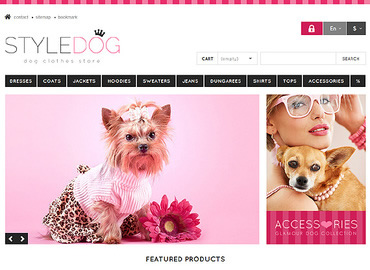 contact • sitemap • bookmark
En
$
STYLEDOG
dog clothes store
CART (empty)
SEARCH
DRESSES COATS JACKETS HOODIES SWEATERS JEANS DUNGAREES SHIRTS TOPS ACCESSORIES %
ACCESSORIES
GLAMOUR DOG COLLECTION
FEATURED PRODUCTS